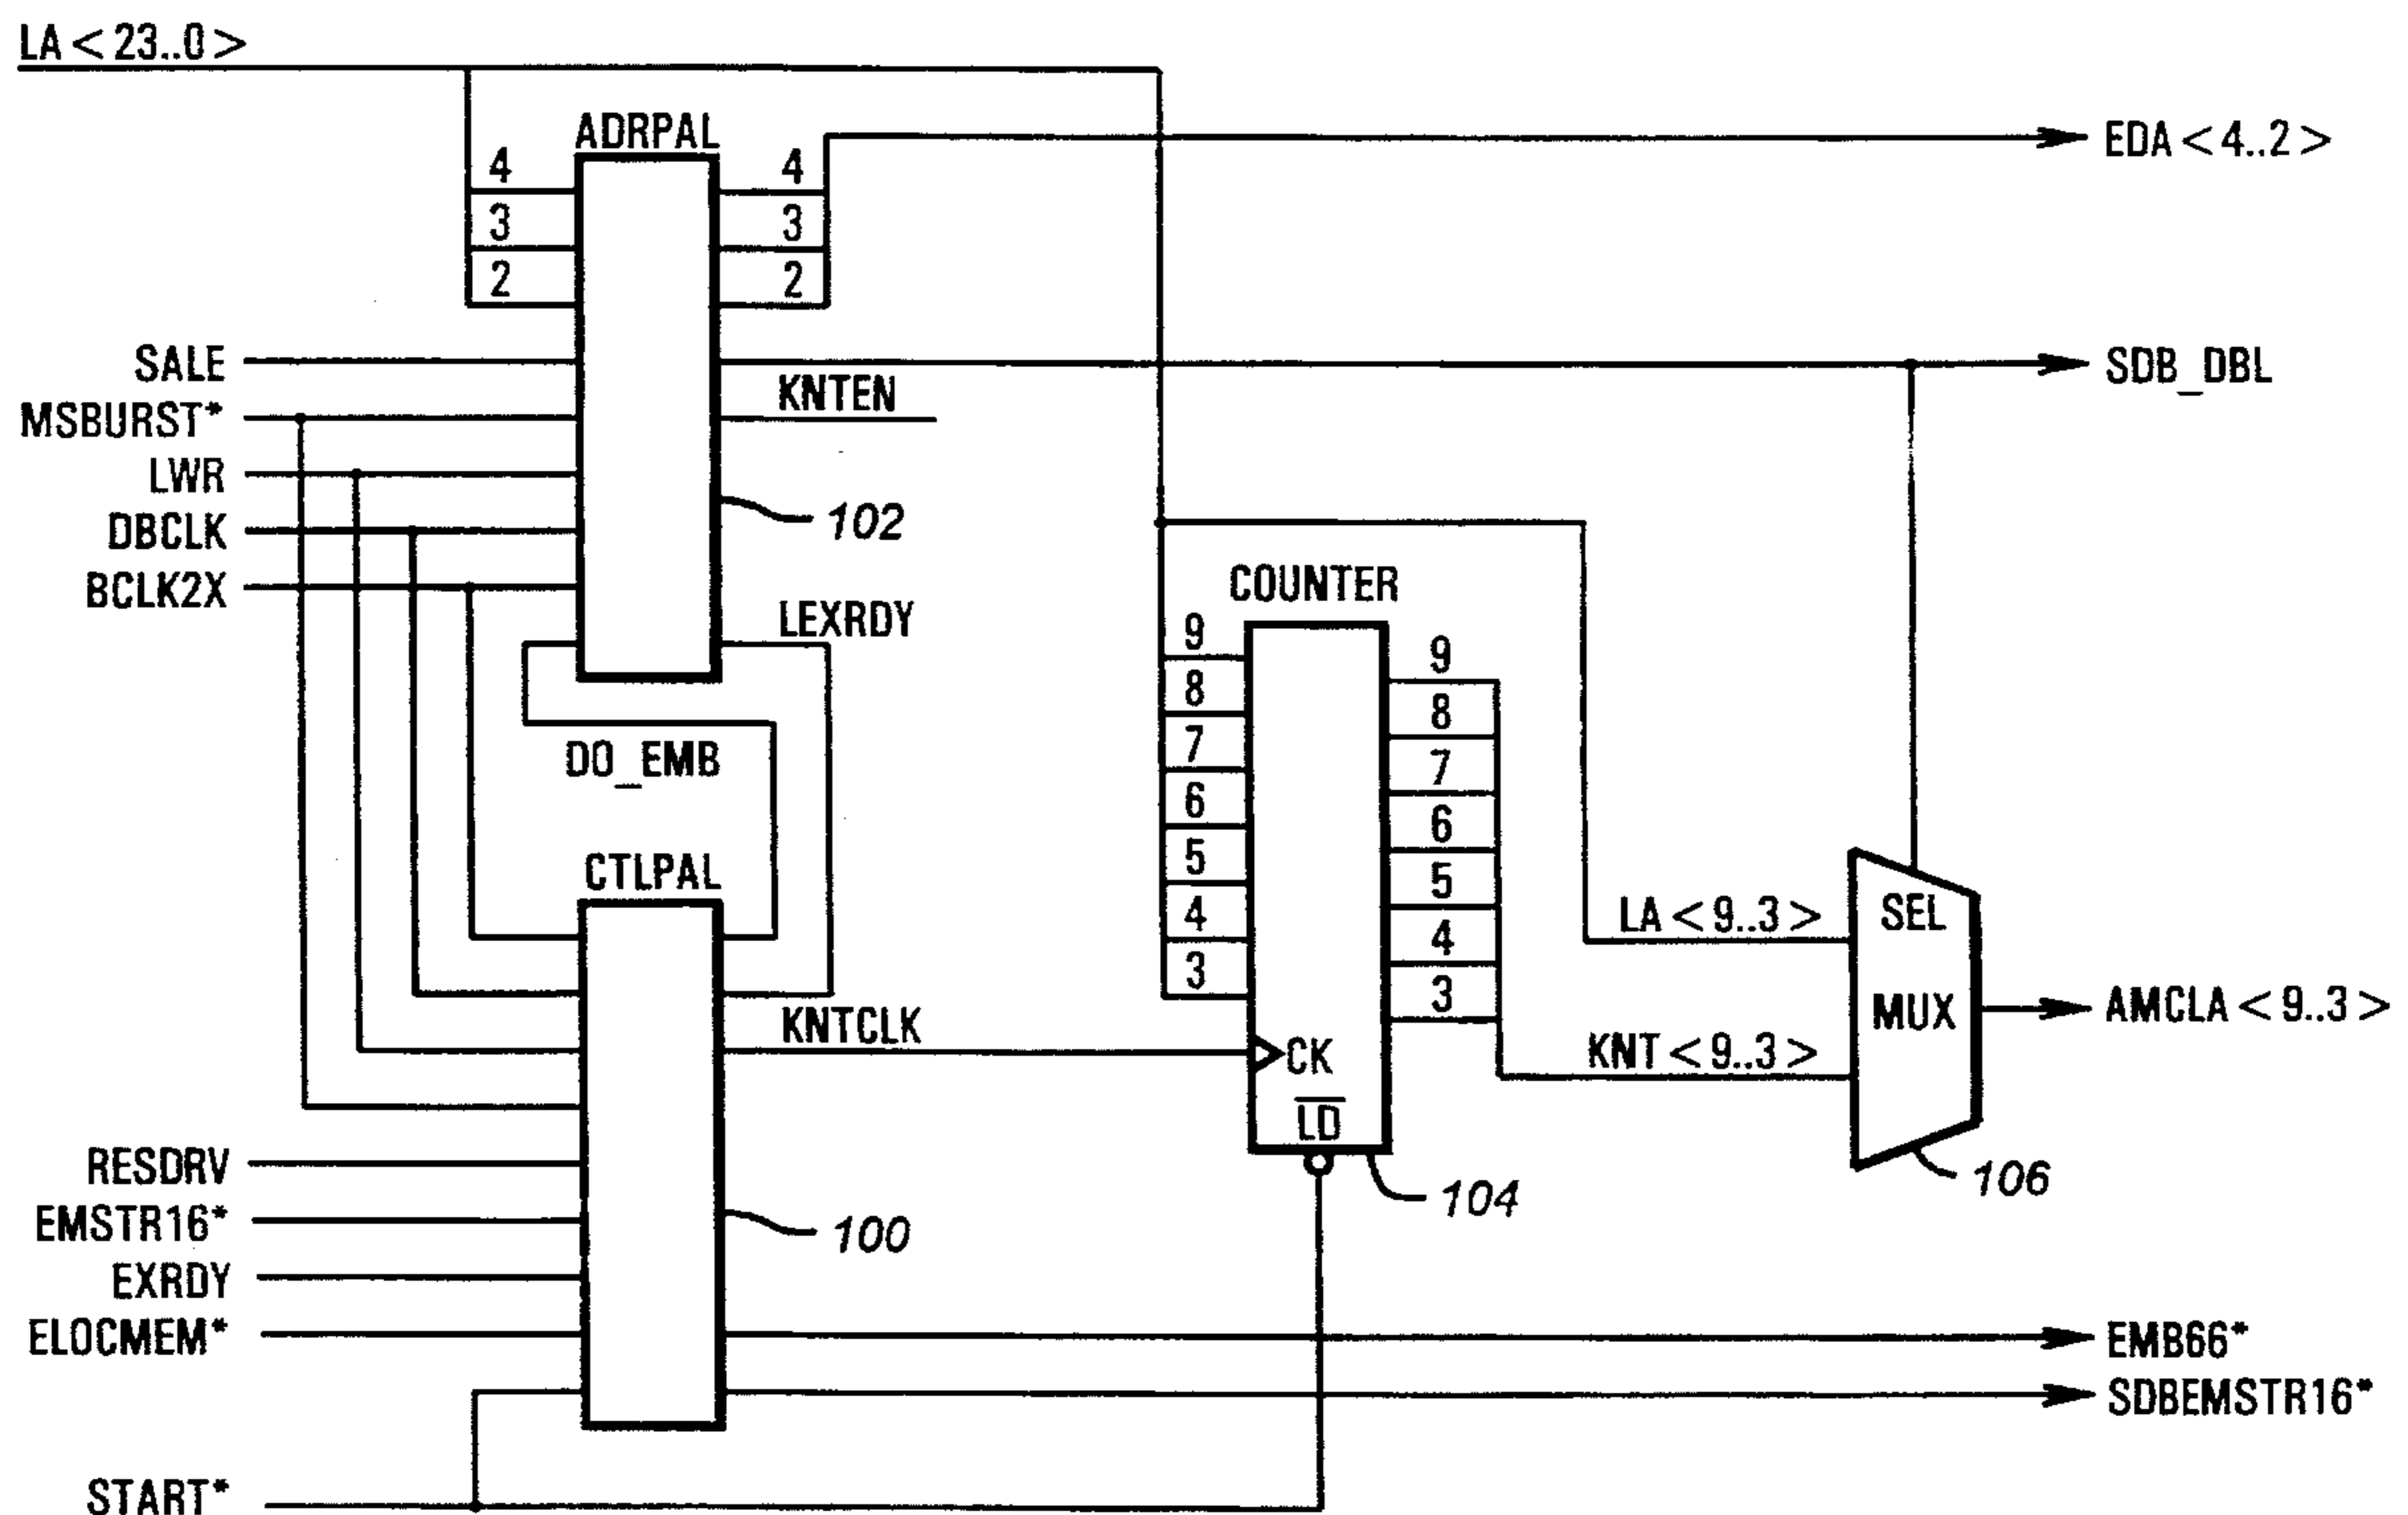 LA<23..0>
ADRPAL
EDA<4..2>
4
3
2
4
3
2
SALE
SDB_DBL
MSBURST*
KNTEN
LWR
DBCLK
102
BCLK2X
LEXRDY
COUNTER
9
8
7
6
5
4
3
9
8
7
6
5
4
3
DO_EMB
CTLPAL
LA<9..3>
SEL
MUX
AMCLA<9..3>
KNTCLK
CK
KNT<9..3>
LD
RESDRV
106
104
EMSTR16*
100
EXRDY
ELOCMEM*
EMB66*
SDBEMSTR16*
START*